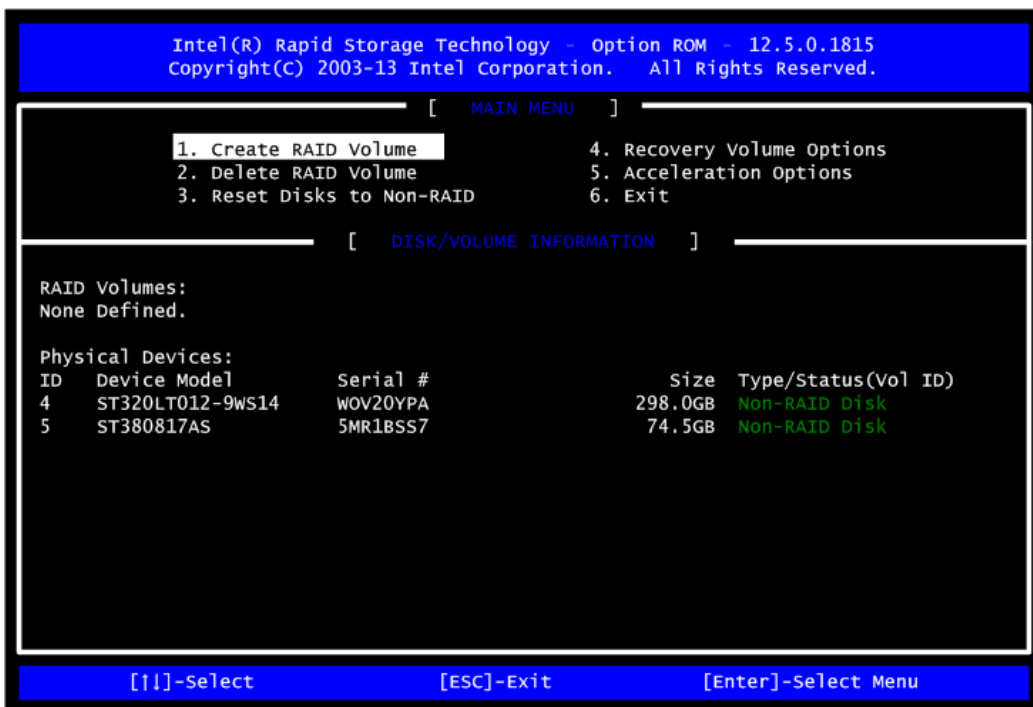 Intel(R) Rapid Storage Technology - Option ROM - 12.5.0.1815
Copyright(C) 2003-13 Intel Corporation. All Rights Reserved.
[ MAIN MENU ]
1. Create RAID Volume 4. Recovery Volume Options
2. Delete RAID Volume 5. Acceleration Options
3. Reset Disks to Non-RAID 6. Exit
[ DISK/VOLUME INFORMATION ]
RAID Volumes:
None Defined.
Physical Devices:
ID Device Model Serial # Size Type/Status(Vol ID)
4 ST320LT012-9WS14 WOV20YPA 298.0GB Non-RAID Disk
5 ST380817AS 5MR1BSS7 74.5GB Non-RAID Disk
[↑↓]-Select [ESC]-Exit [Enter]-Select Menu